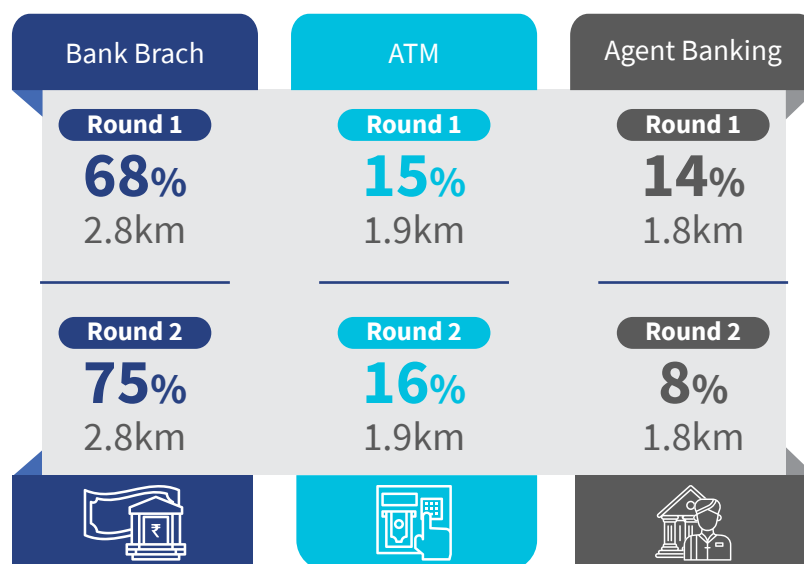 Bank Brach
Round 1
68%
2.8km
Round 2
75%
2.8km
₹
ATM
Round 1
15%
1.9km
Round 2
16%
1.9km
Agent Banking
Round 1
14%
1.8km
Round 2
8%
1.8km